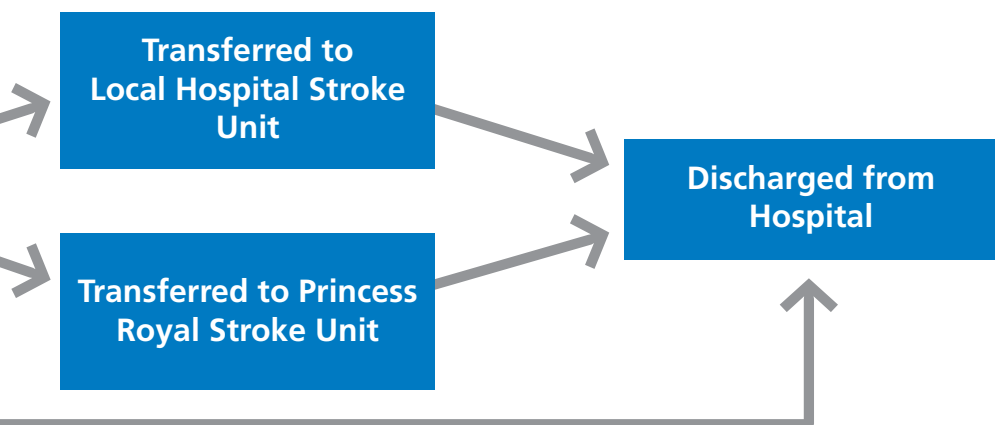 Transferred to
Local Hospital Stroke
Unit
Transferred to Princess
Royal Stroke Unit
Discharged from
Hospital